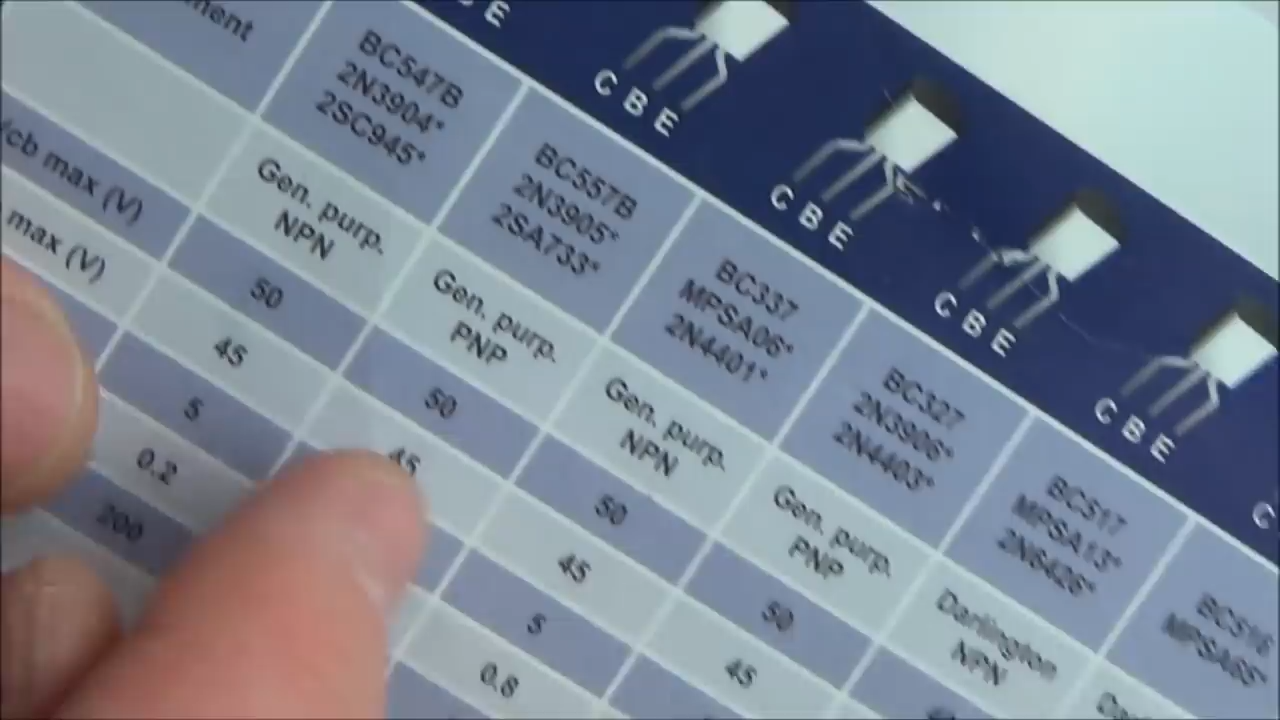 B E
C B E
C B E
C B E
C B E
C
BC547B
2N3904*
2SC945*
BC557B
2N3905*
2SA733*
BC337
MPSA06*
2N4401*
BC327
2N3906*
2N4403*
BC517
MPSA13*
2N6426*
Gen. purp.
NPN
Gen. purp.
PNP
Gen. purp.
NPN
Gen. purp.
PNP
Darlington
NPN
max (V)
50
50
50
50
max (V)
45
45
45
45
5
5
0.2
0.8
200